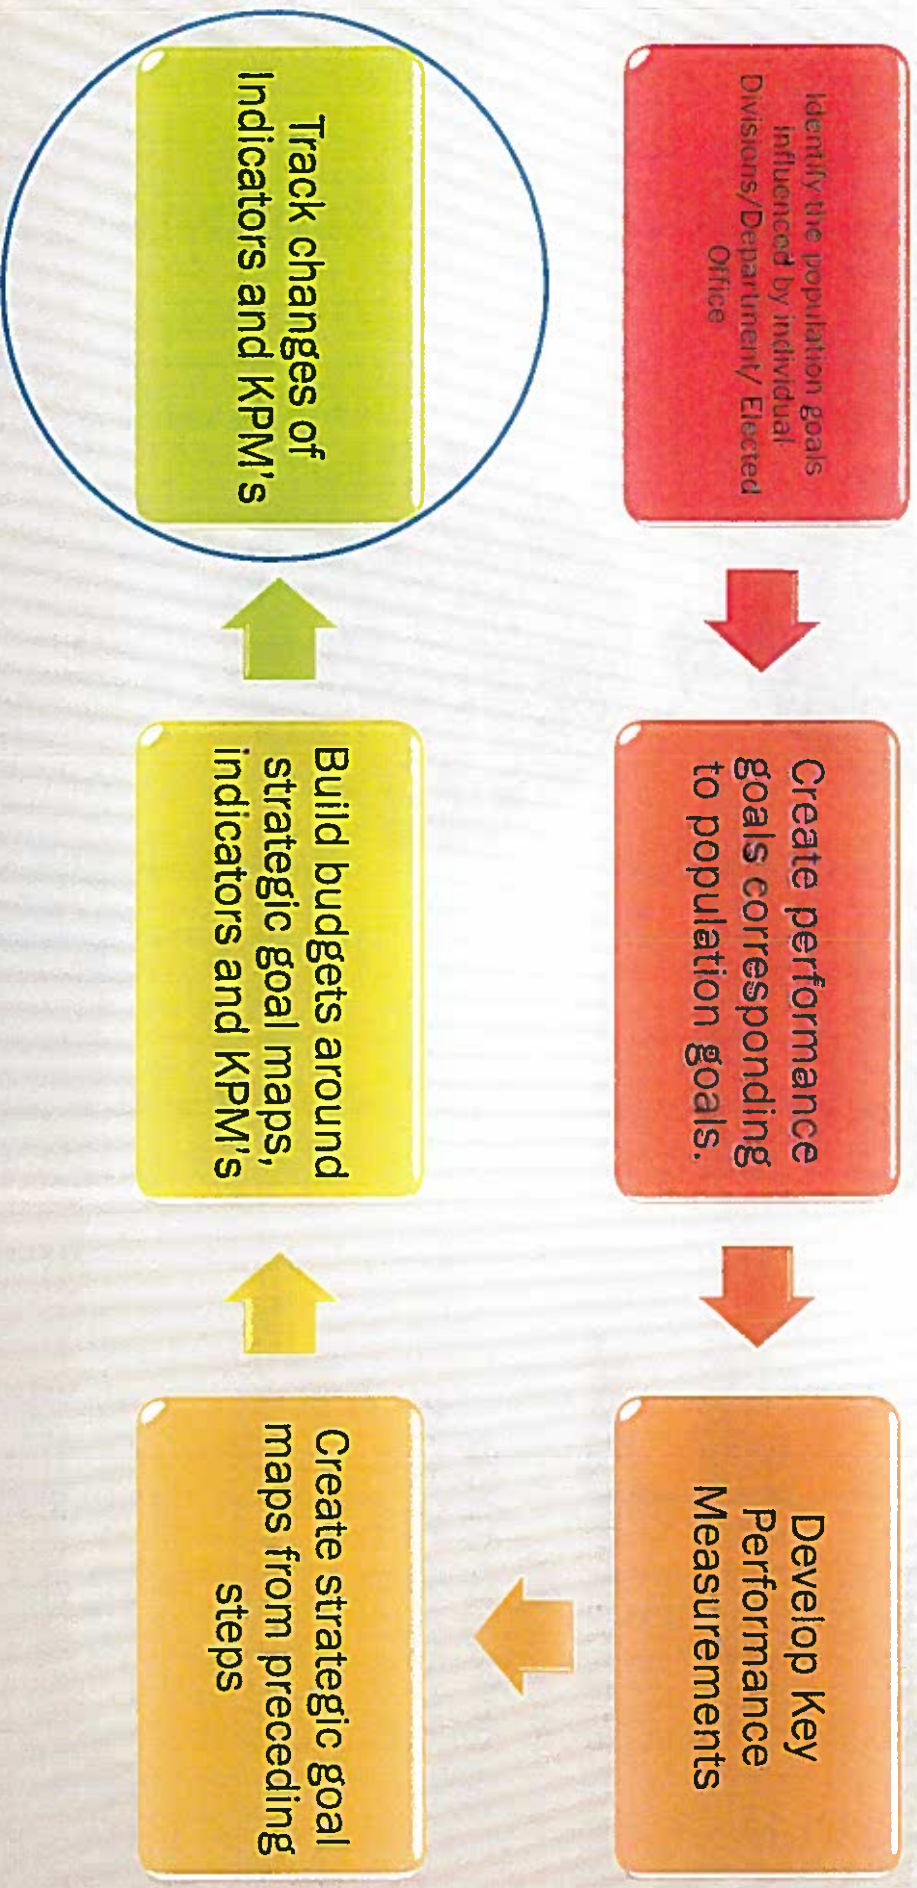 Identify the population goals
influenced by individual
Divisions/Department/ Elected
Office
Create performance
goals corresponding
to population goals.
Develop Key
Performance
Measurements
Create strategic goal
maps from preceding
steps
Build budgets around
strategic goal maps,
indicators and KPM's
Track changes of
Indicators and KPM's